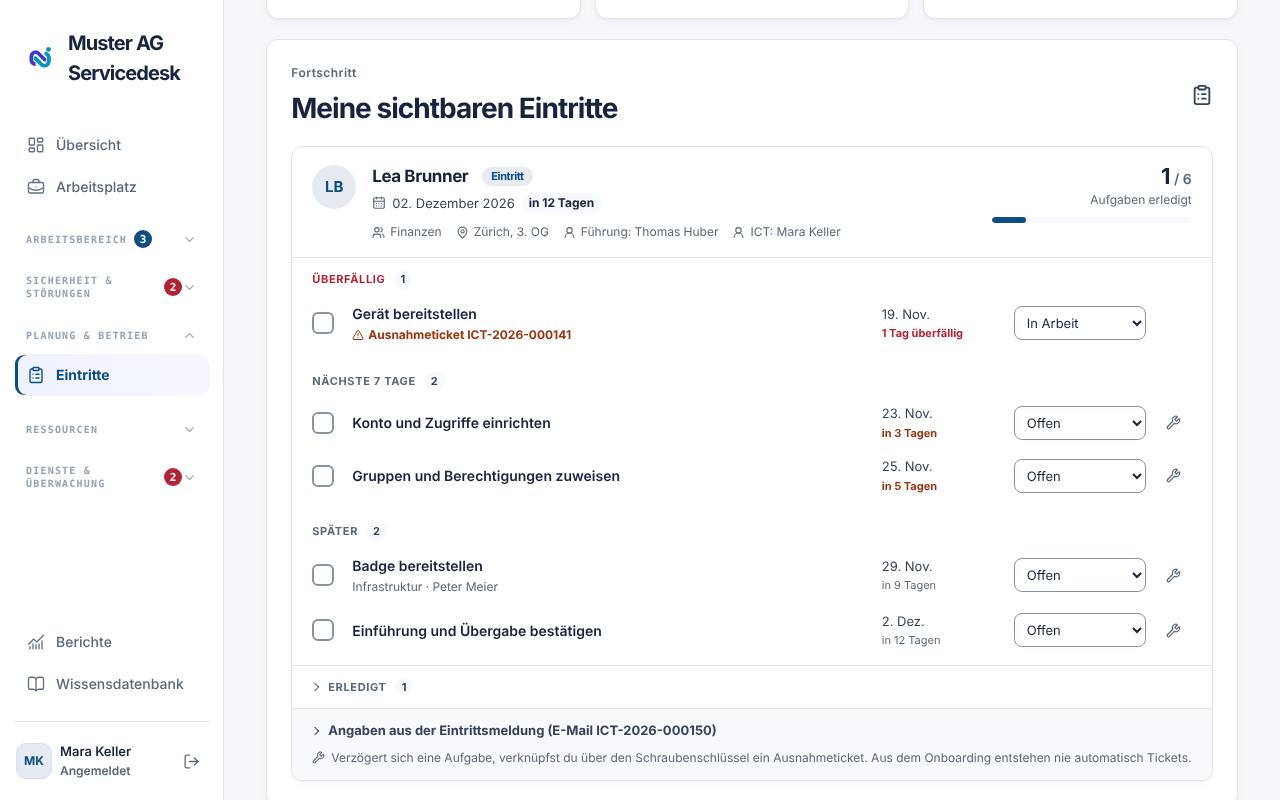 Muster AG
Servicedesk
Übersicht
Arbeitsplatz
ARBEITSBEREICH 3
SICHERHEIT &
STÖRUNGEN 2
PLANUNG & BETRIEB
Eintritte
RESSOURCEN
DIENSTE &
ÜBERWACHUNG 2
Berichte
Wissensdatenbank
MK Mara Keller
Angemeldet
Fortschritt
Meine sichtbaren Eintritte
LB Lea Brunner Eintritt
02. Dezember 2026 in 12 Tagen
Finanzen Zürich, 3. OG Führung: Thomas Huber ICT: Mara Keller
1 / 6
Aufgaben erledigt
ÜBERFÄLLIG 1
Gerät bereitstellen
Ausnahmeticket ICT-2026-000141
19. Nov.
1 Tag überfällig
In Arbeit
NÄCHSTE 7 TAGE 2
Konto und Zugriffe einrichten
23. Nov.
in 3 Tagen
Offen
Gruppen und Berechtigungen zuweisen
25. Nov.
in 5 Tagen
Offen
SPÄTER 2
Badge bereitstellen
Infrastruktur · Peter Meier
29. Nov.
in 9 Tagen
Offen
Einführung und Übergabe bestätigen
2. Dez.
in 12 Tagen
Offen
ERLEDIGT 1
Angaben aus der Eintrittsmeldung (E-Mail ICT-2026-000150)
Verzögert sich eine Aufgabe, verknüpfst du über den Schraubenschlüssel ein Ausnahmeticket. Aus dem Onboarding entstehen nie automatisch Tickets.